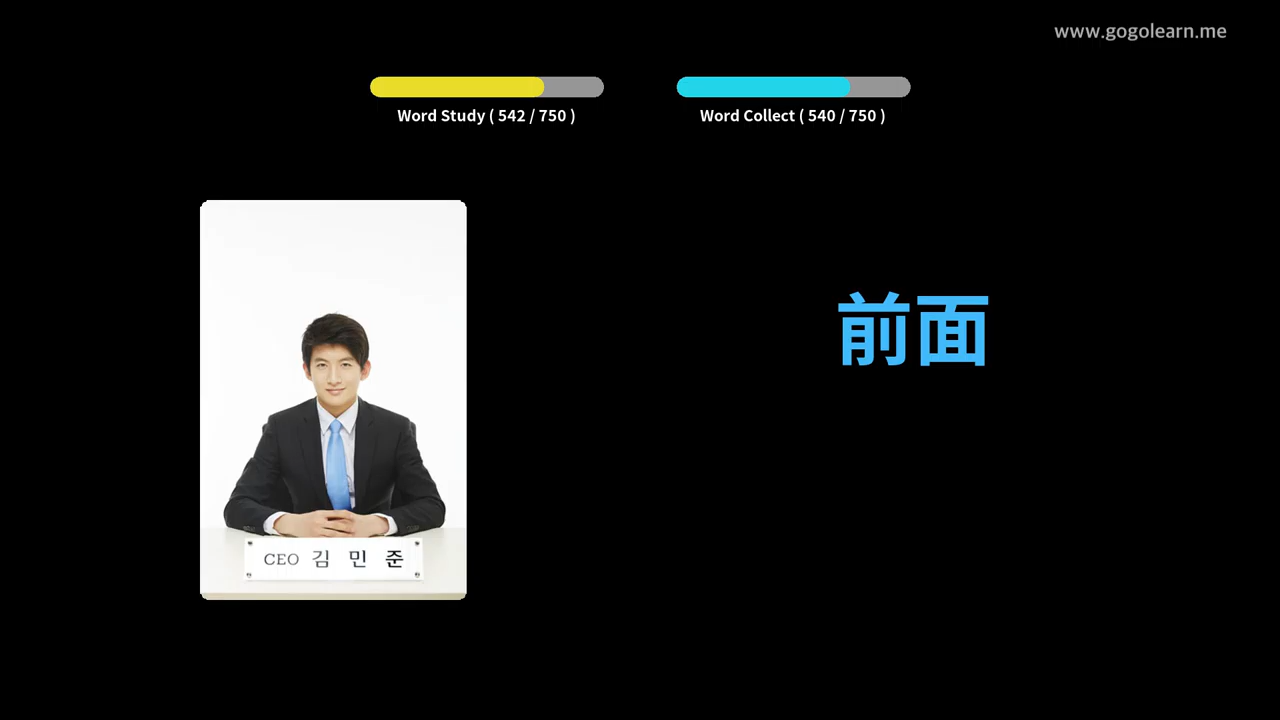 www.gogolearn.me
Word Study ( 542 / 750 )
Word Collect ( 540 / 750 )
前面
CEO 김 민 준